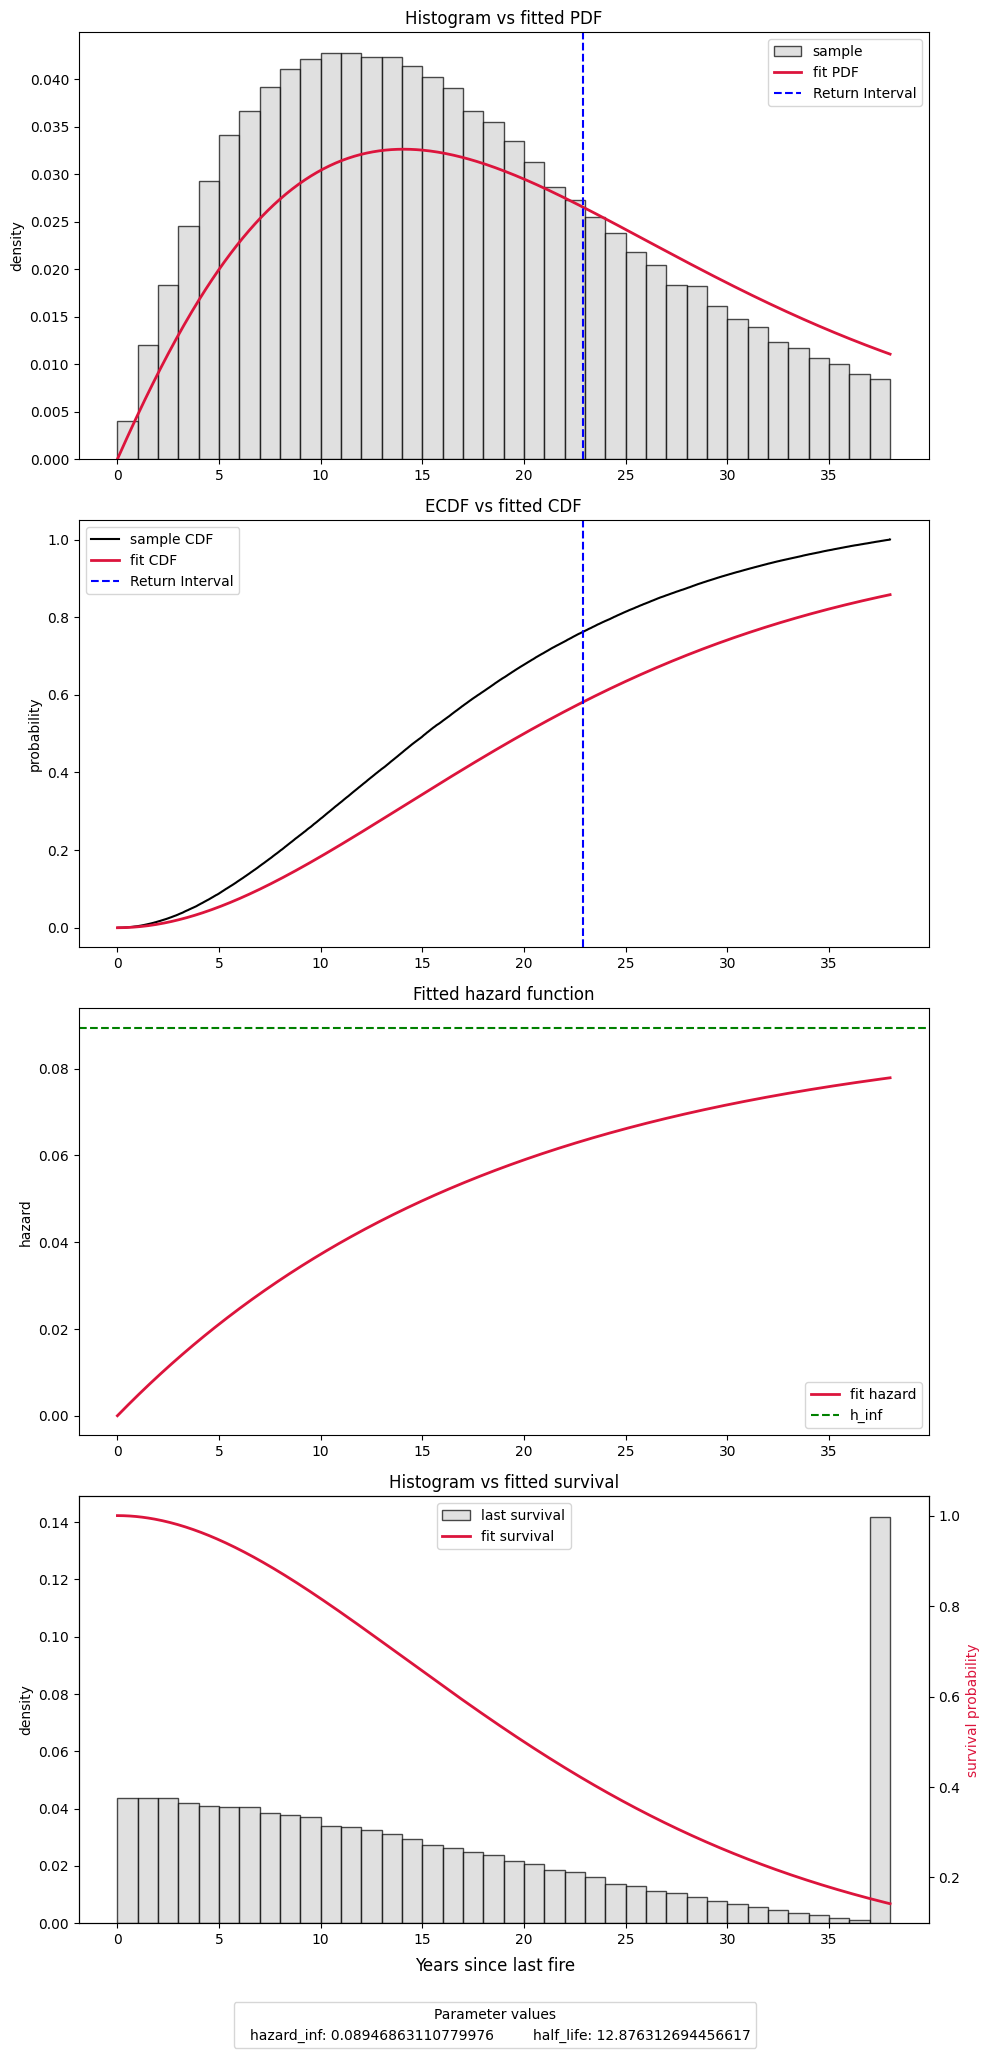 Histogram vs fitted PDF
sample
fit PDF
Return Interval
density
0.040
0.035
0.030
0.025
0.020
0.015
0.010
0.005
0.000
0 5 10 15 20 25 30 35
ECDF vs fitted CDF
sample CDF
fit CDF
Return Interval
probability
1.0
0.8
0.6
0.4
0.2
0.0
0 5 10 15 20 25 30 35
Fitted hazard function
hazard
0.08
0.06
0.04
0.02
0.00
fit hazard
h_inf
0 5 10 15 20 25 30 35
Histogram vs fitted survival
last survival
fit survival
density
0.14
0.12
0.10
0.08
0.06
0.04
0.02
0.00
survival probability
1.0
0.8
0.6
0.4
0.2
0 5 10 15 20 25 30 35
Years since last fire
Parameter values
hazard_inf: 0.08946863110779976 half_life: 12.876312694456617